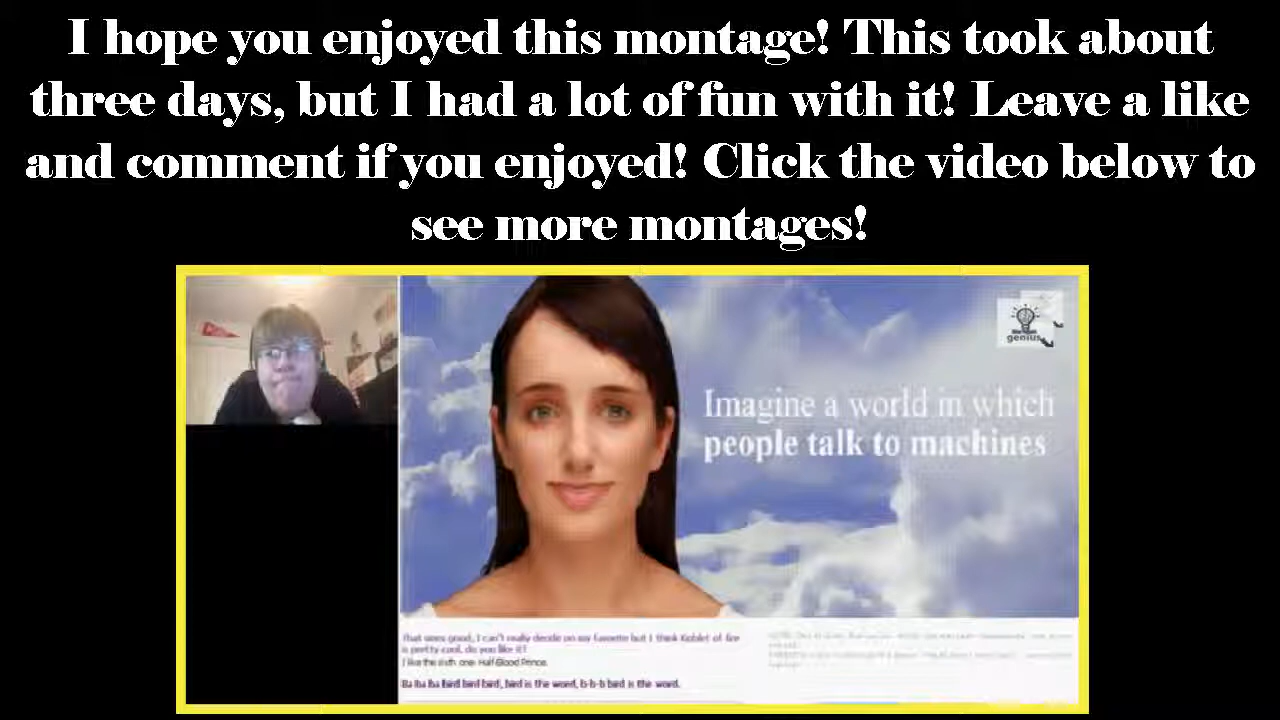 I hope you enjoyed this montage! This took about
three days, but I had a lot of fun with it! Leave a like
and comment if you enjoyed! Click the video below to
see more montages!
genius
Imagine a world in which
people talk to machines
That ones good, I can't really decide on my favorite but I think Goblet of fire
is pretty cool, do you like it?
I like the sixth one. Half-Blood Prince.
Ba Ba Ba Bird bird bird, bird is the word, b-b-b bird is the word.